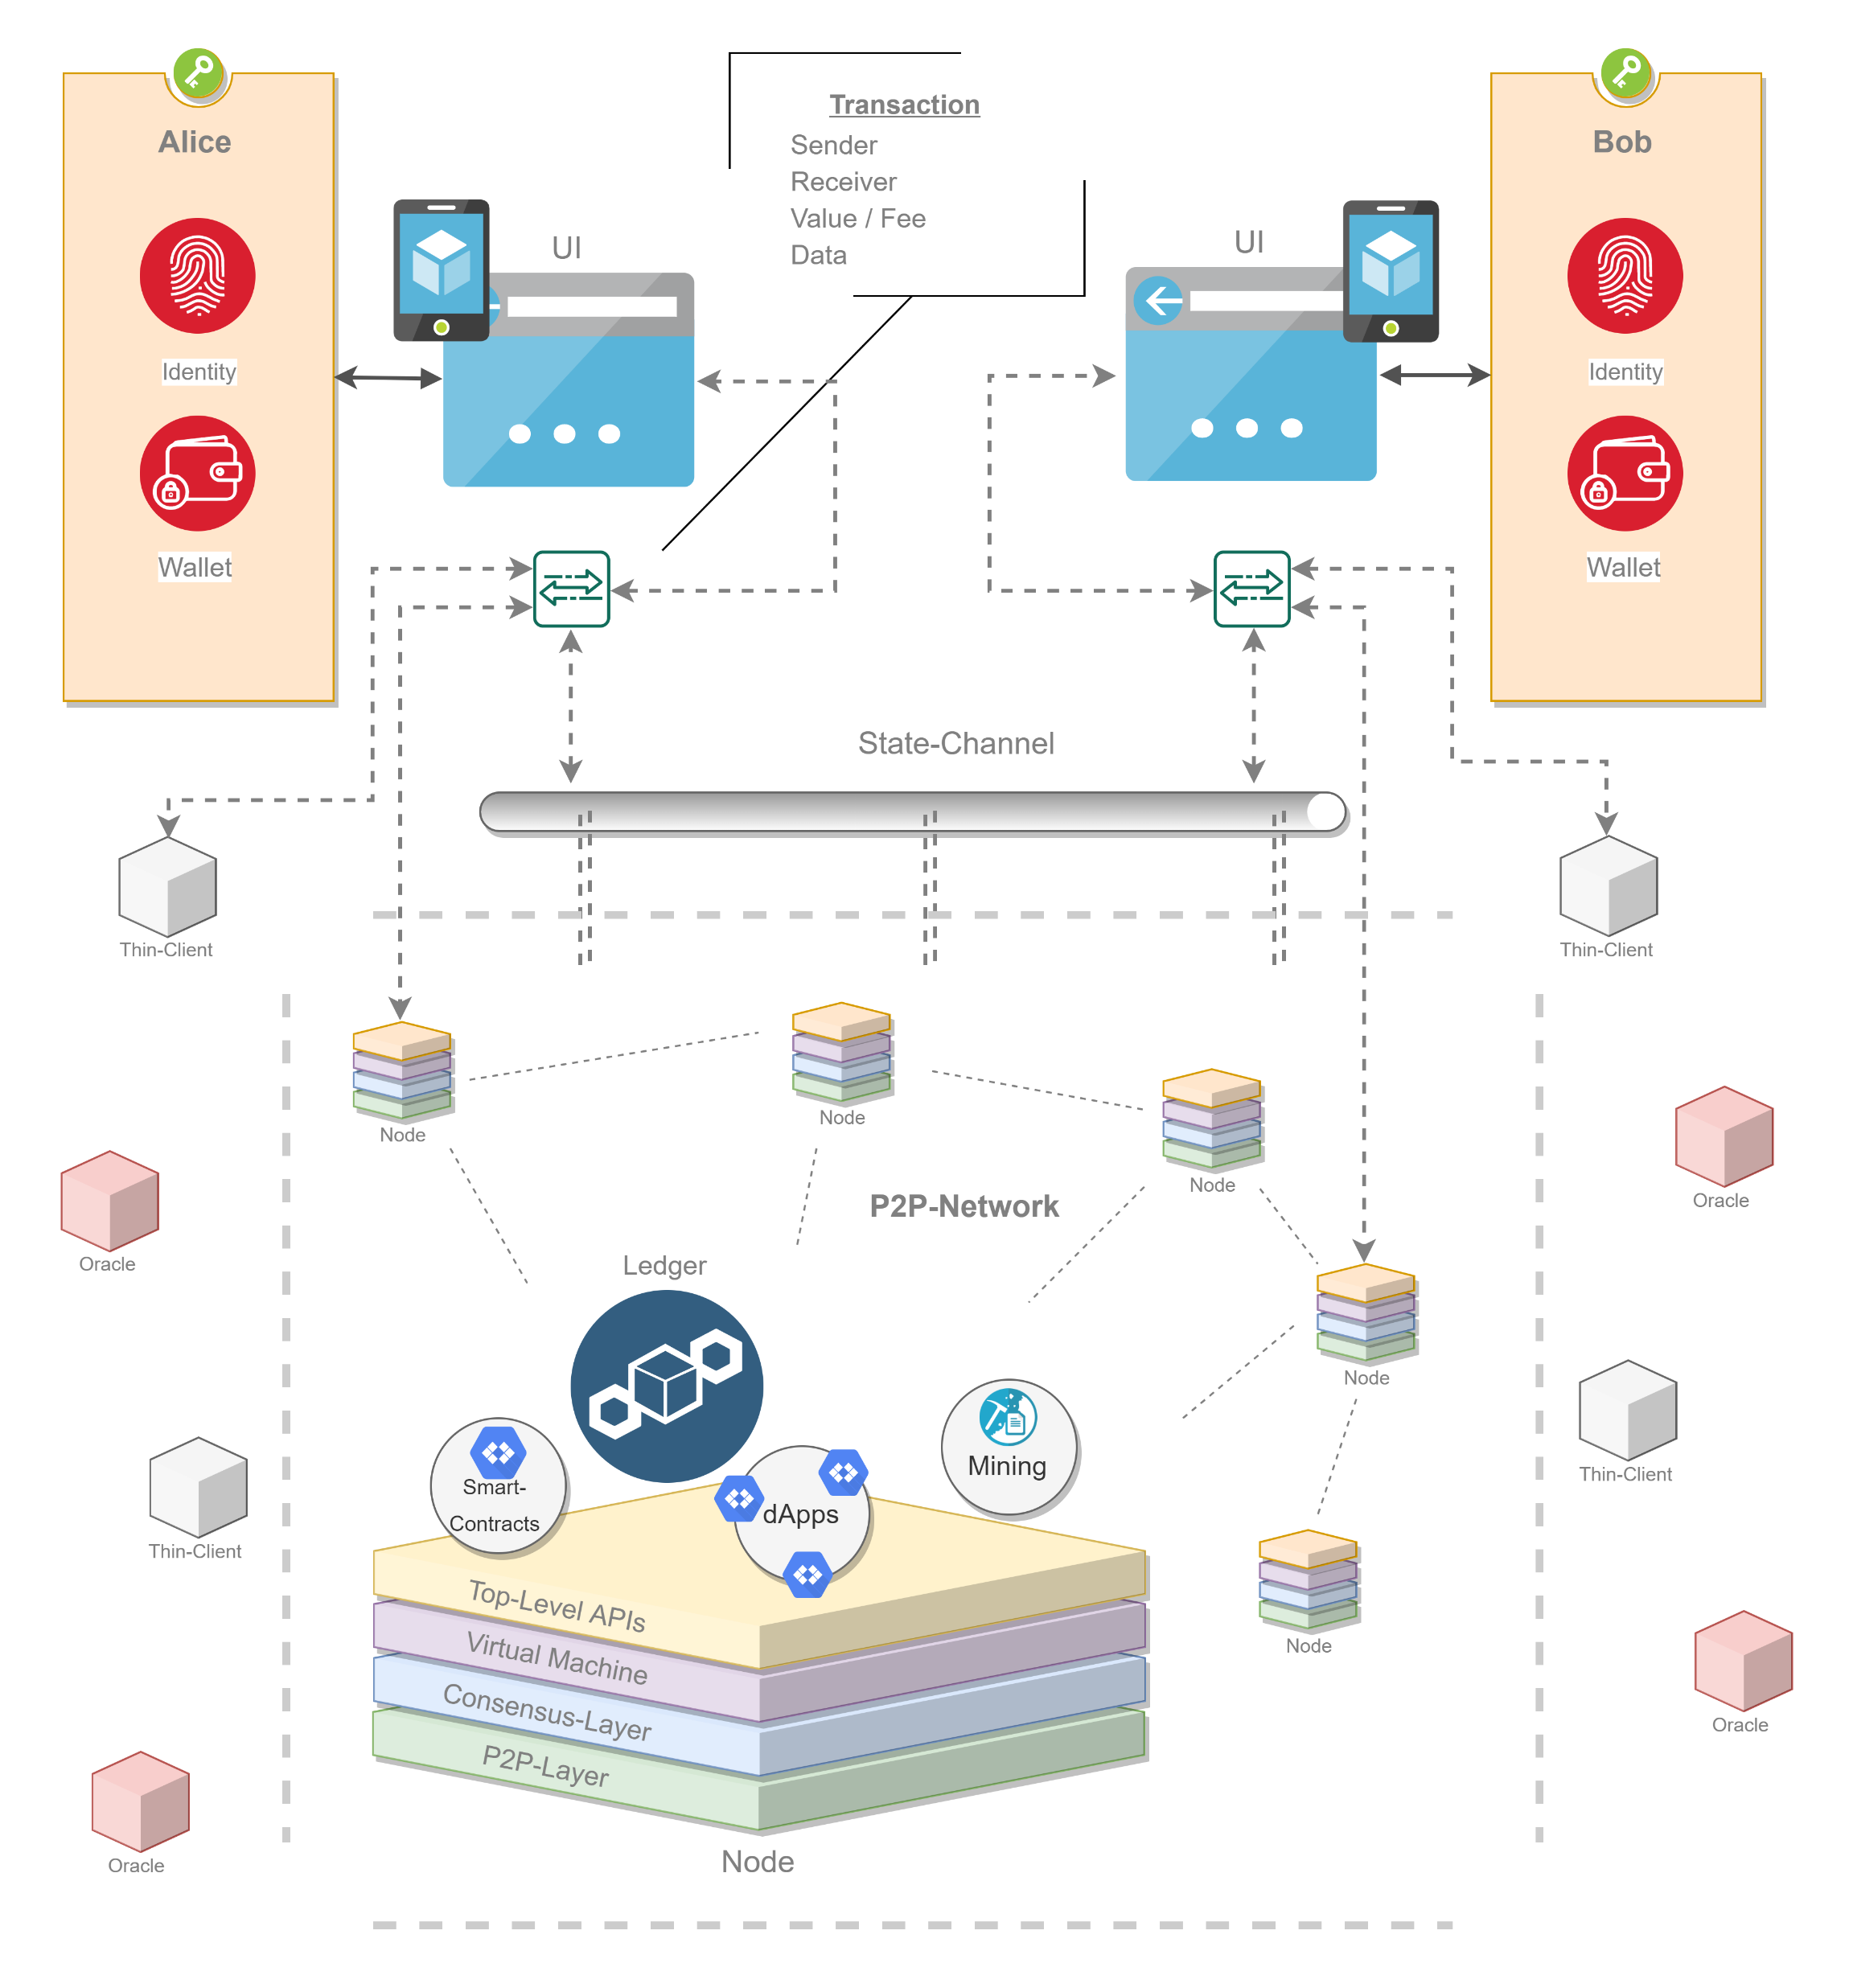 Alice
Identity
Wallet
UI
Transaction
Sender
Receiver
Value / Fee
Data
UI
Bob
Identity
Wallet
State-Channel
Thin-Client
Thin-Client
Node
Node
Node
P2P-Network
Oracle
Oracle
Ledger
Node
Mining
Smart-
Contracts
dApps
Thin-Client
Thin-Client
Top-Level APIs
Virtual Machine
Consensus-Layer
P2P-Layer
Node
Node
Oracle
Oracle